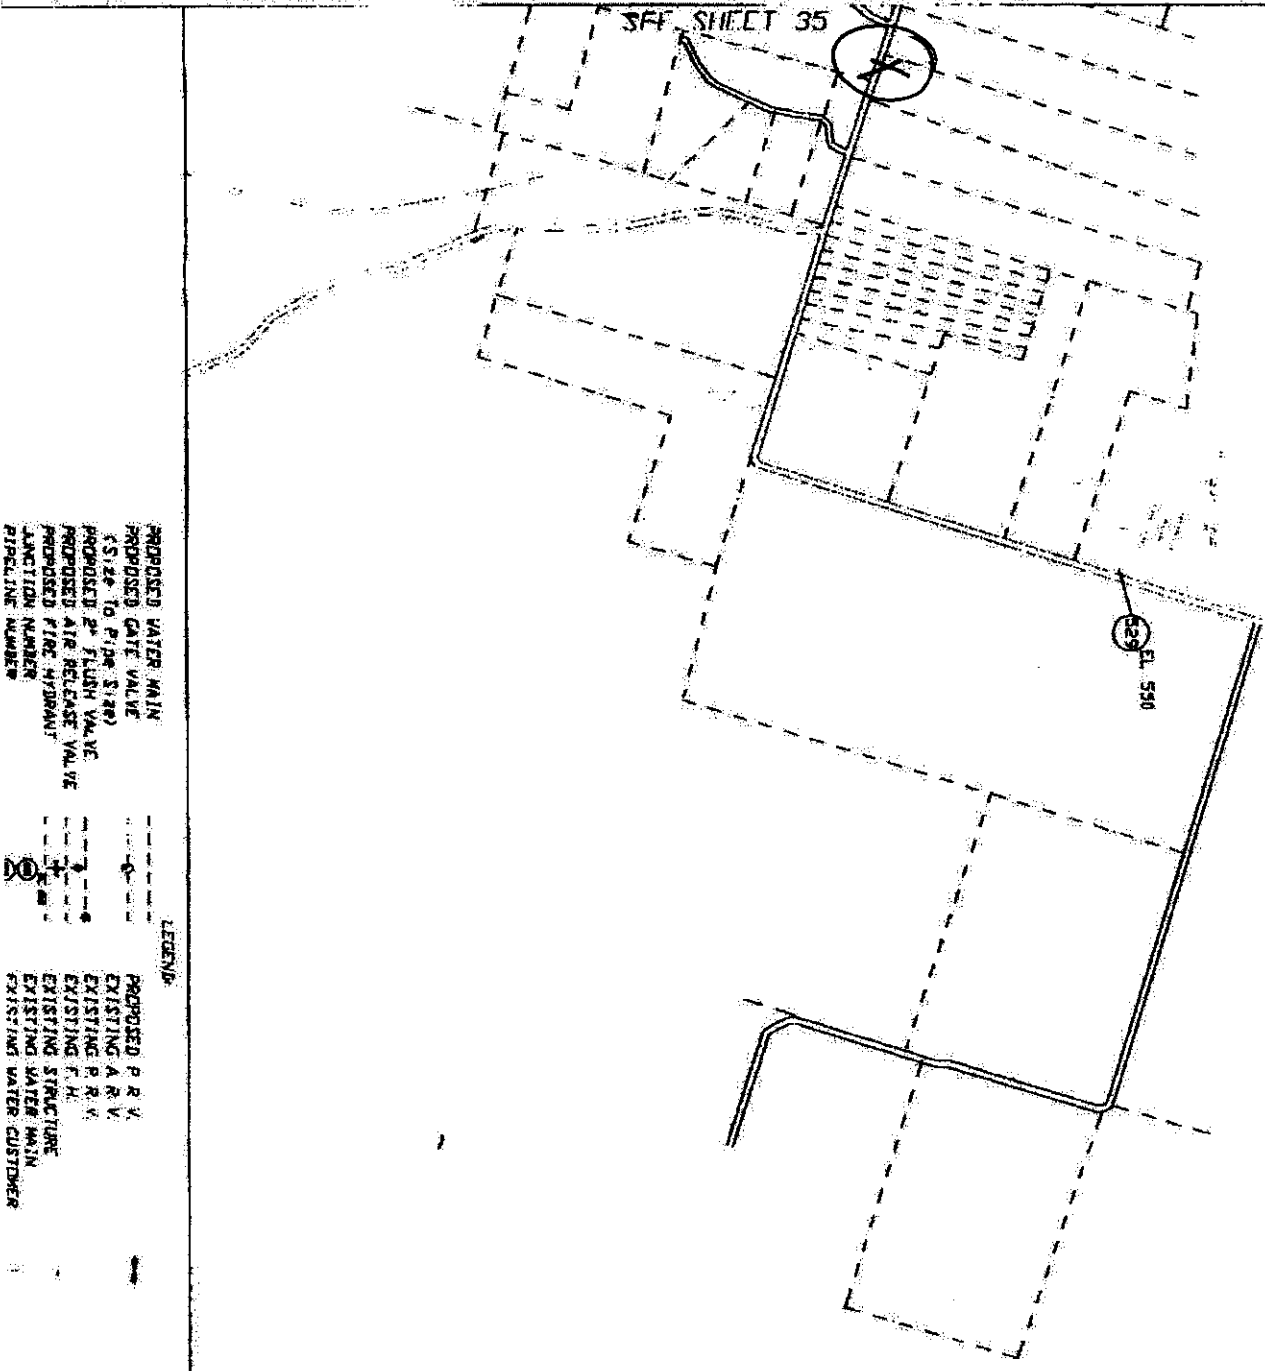 SEE SHEET 35
X
529
EL 550
LEGEND:
PROPOSED WATER MAIN
PROPOSED GATE VALVE
(Size To Pipe Size)
PROPOSED 2" FLUSH VALVE
PROPOSED AIR RELEASE VALVE
PROPOSED FIRE HYDRANT
JUNCTION NUMBER
PIPELINE NUMBER
PROPOSED P.R.V.
EXISTING A.R.V.
EXISTING P.R.V.
EXISTING F.H.
EXISTING STRUCTURE
EXISTING WATER MAIN
EXISTING WATER CUSTOMER